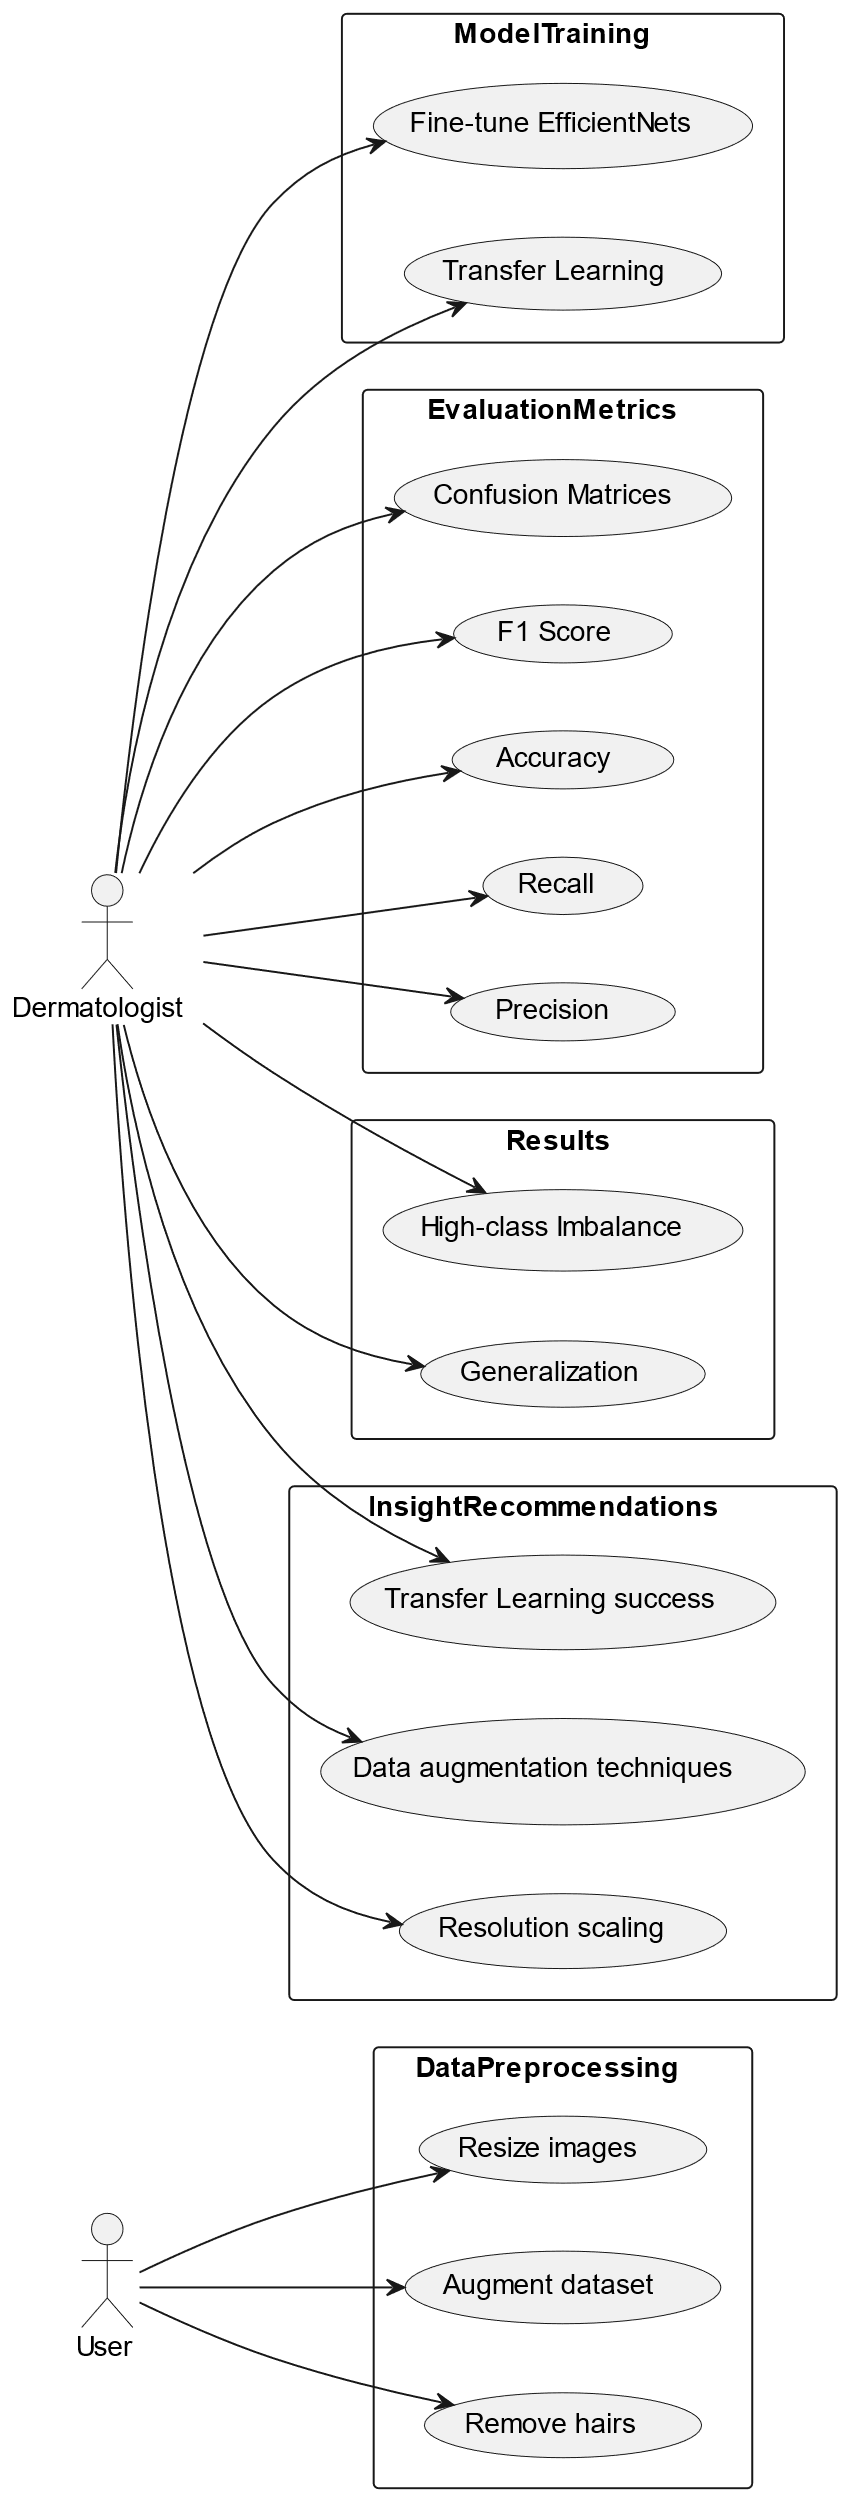 ModelTraining
Fine-tune EfficientNets
Transfer Learning
EvaluationMetrics
Confusion Matrices
F1 Score
Accuracy
Recall
Precision
Dermatologist
Results
High-class Imbalance
Generalization
InsightRecommendations
Transfer Learning success
Data augmentation techniques
Resolution scaling
DataPreprocessing
Resize images
Augment dataset
Remove hairs
User